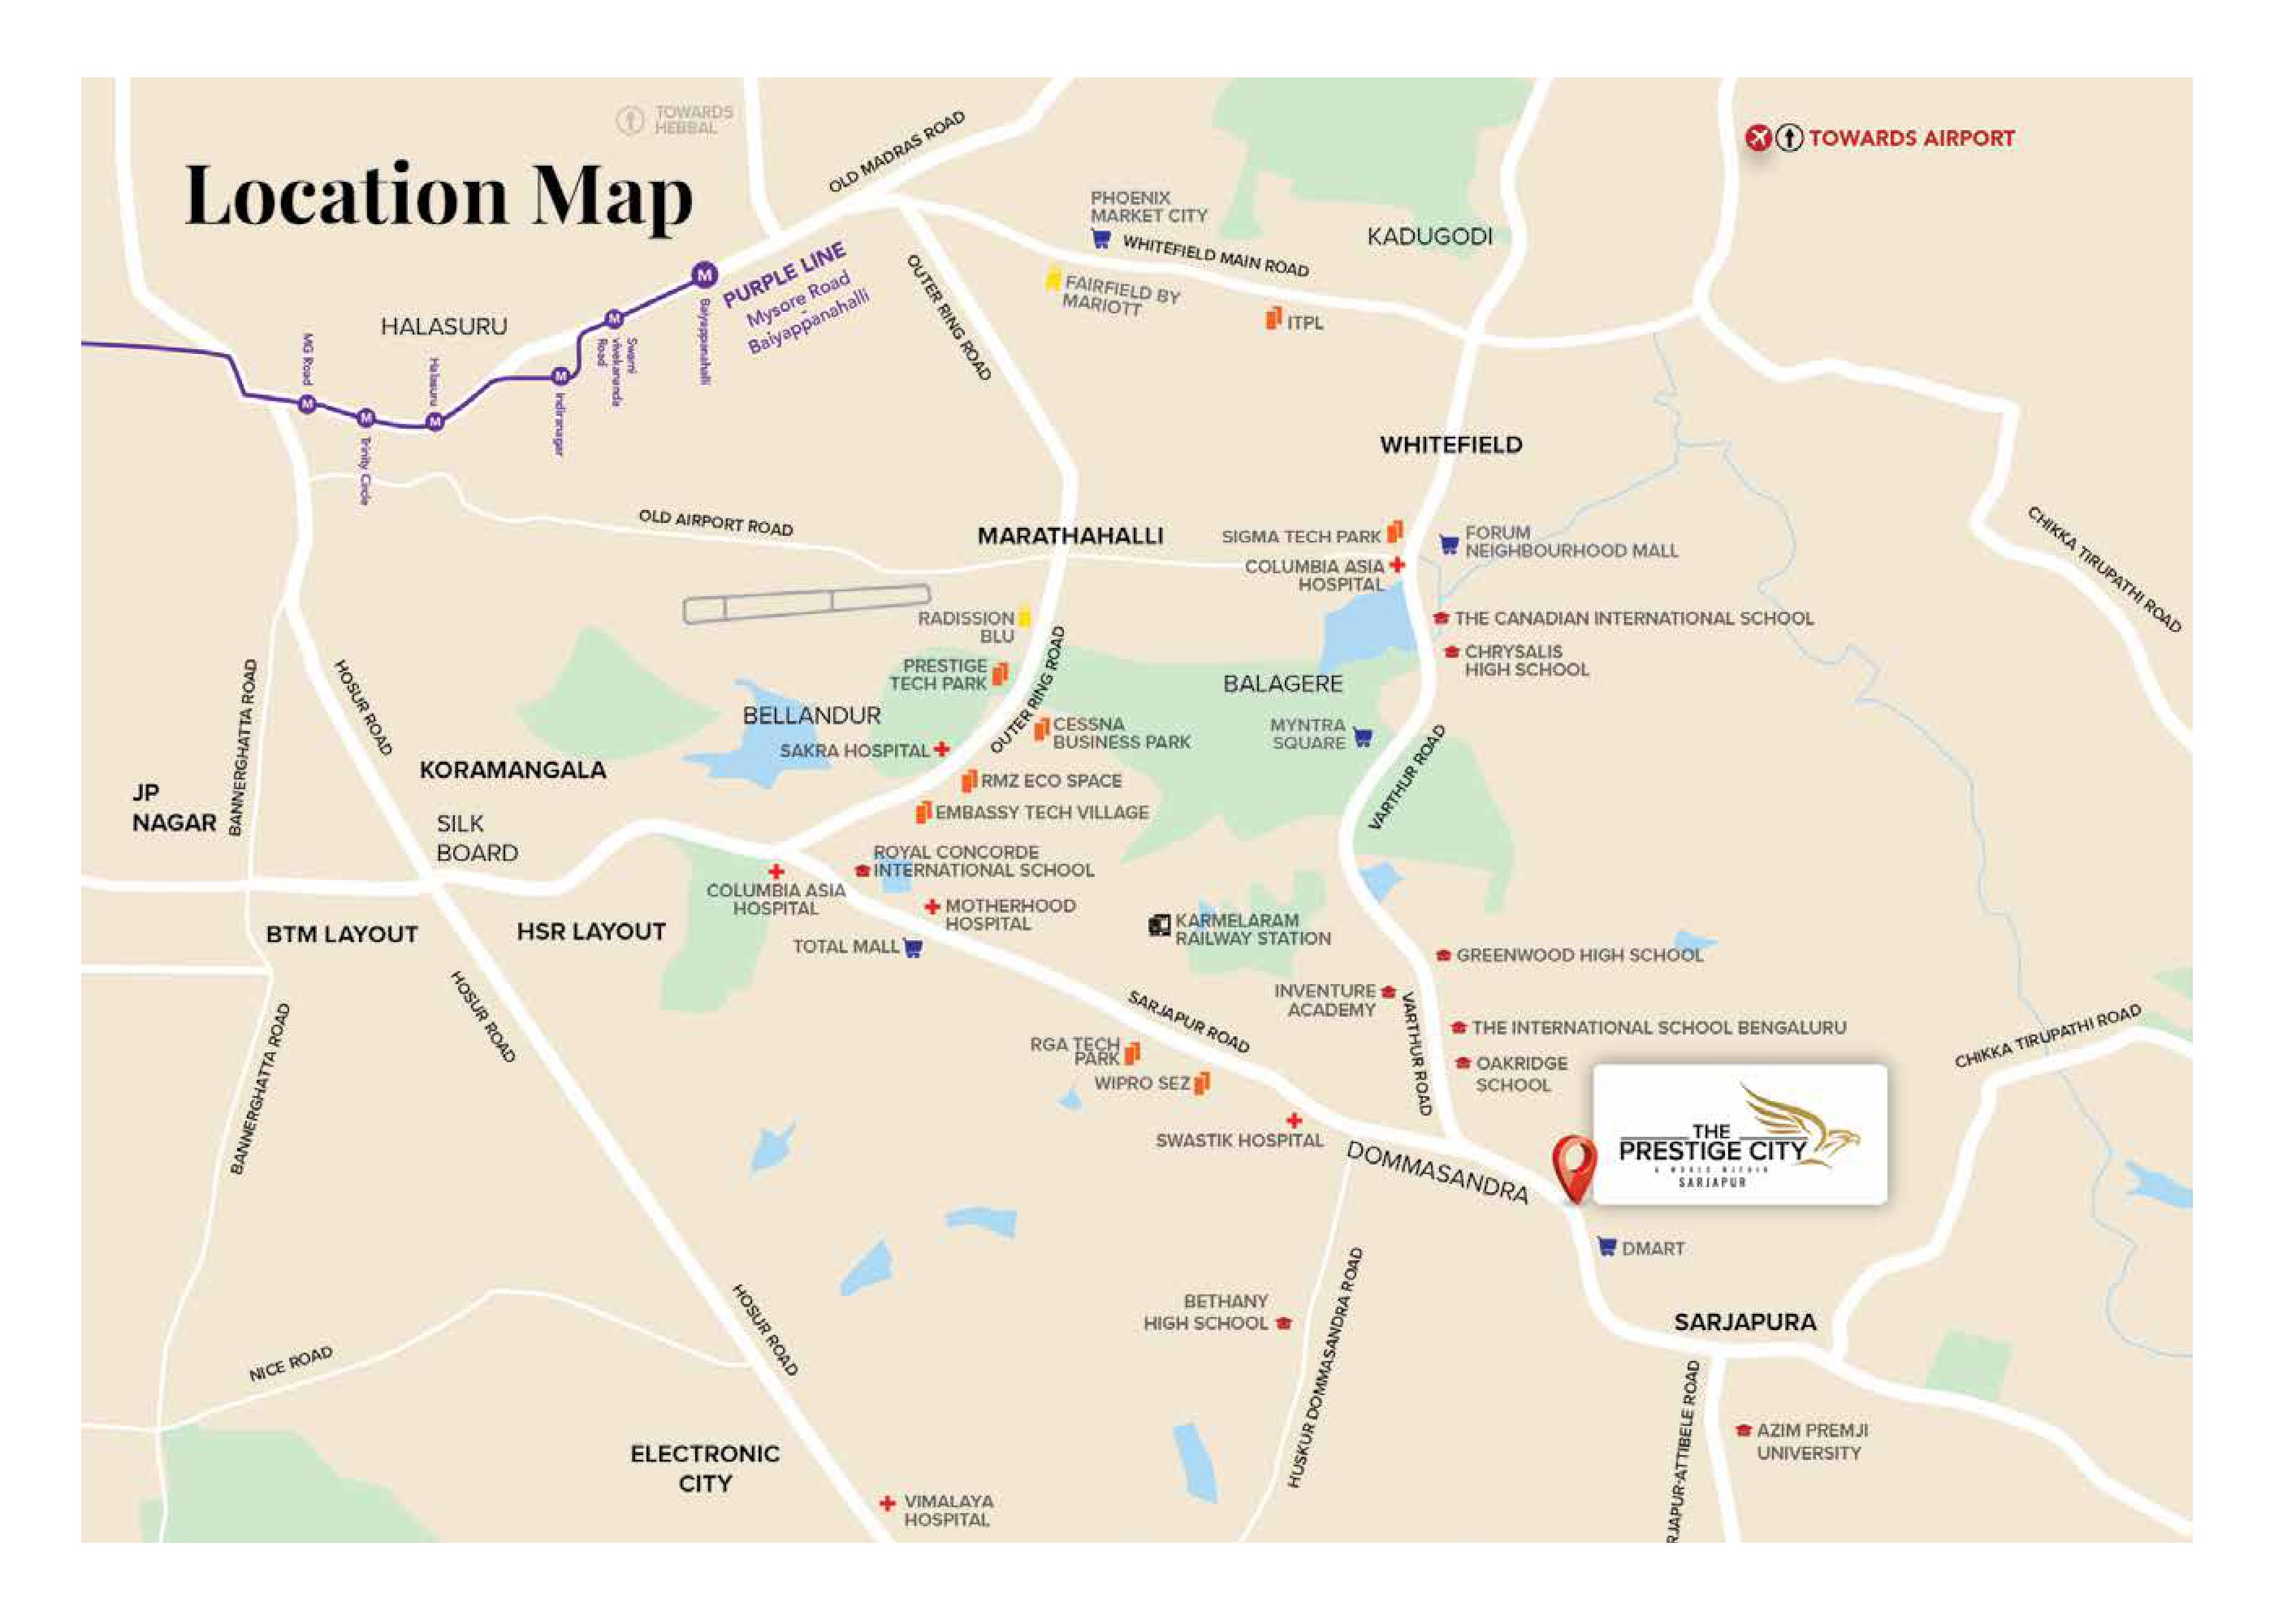 TOWARDS
HEBBAL
OLD MADRAS ROAD
TOWARDS AIRPORT
Location Map
PHOENIX
MARKET CITY
WHITEFIELD MAIN ROAD
KADUGODI
PURPLE LINE
Mysore Road
-
Baiyappanahalli
OUTER RING ROAD
FAIRFIELD BY
MARIOTT
ITPL
HALASURU
M
M
M
M
M
M
MG Road
Trinity Circle
Halasuru
Indiranagar
Swami
vivekananda
Road
Baiyappanahalli
WHITEFIELD
OLD AIRPORT ROAD
MARATHAHALLI
SIGMA TECH PARK
FORUM
NEIGHBOURHOOD MALL
COLUMBIA ASIA
HOSPITAL
CHIKKA TIRUPATHI ROAD
RADISSION
BLU
THE CANADIAN INTERNATIONAL SCHOOL
CHRYSALIS
HIGH SCHOOL
PRESTIGE
TECH PARK
OUTER RING ROAD
BALAGERE
BANNERGHATTA ROAD
HOSUR ROAD
BELLANDUR
CESSNA
BUSINESS PARK
MYNTRA
SQUARE
SAKRA HOSPITAL
VARTHUR ROAD
KORAMANGALA
RMZ ECO SPACE
JP
NAGAR
EMBASSY TECH VILLAGE
SILK
BOARD
ROYAL CONCORDE
INTERNATIONAL SCHOOL
COLUMBIA ASIA
HOSPITAL
MOTHERHOOD
HOSPITAL
KARMELARAM
RAILWAY STATION
BTM LAYOUT
HSR LAYOUT
TOTAL MALL
GREENWOOD HIGH SCHOOL
HOSUR ROAD
INVENTURE
ACADEMY
SARJAPUR ROAD
VARTHUR ROAD
THE INTERNATIONAL SCHOOL BENGALURU
CHIKKA TIRUPATHI ROAD
BANNERGHATTA ROAD
RGA TECH
PARK
OAKRIDGE
SCHOOL
WIPRO SEZ
SWASTIK HOSPITAL
DOMMASANDRA
THE
PRESTIGE CITY
A WORLD WITHIN
SARJAPUR
DMART
HOSUR ROAD
BETHANY
HIGH SCHOOL
HUSKUR DOMMASANDRA ROAD
SARJAPURA
NICE ROAD
RJAPUR-ATTIBELE ROAD
AZIM PREMJI
UNIVERSITY
ELECTRONIC
CITY
VIMALAYA
HOSPITAL